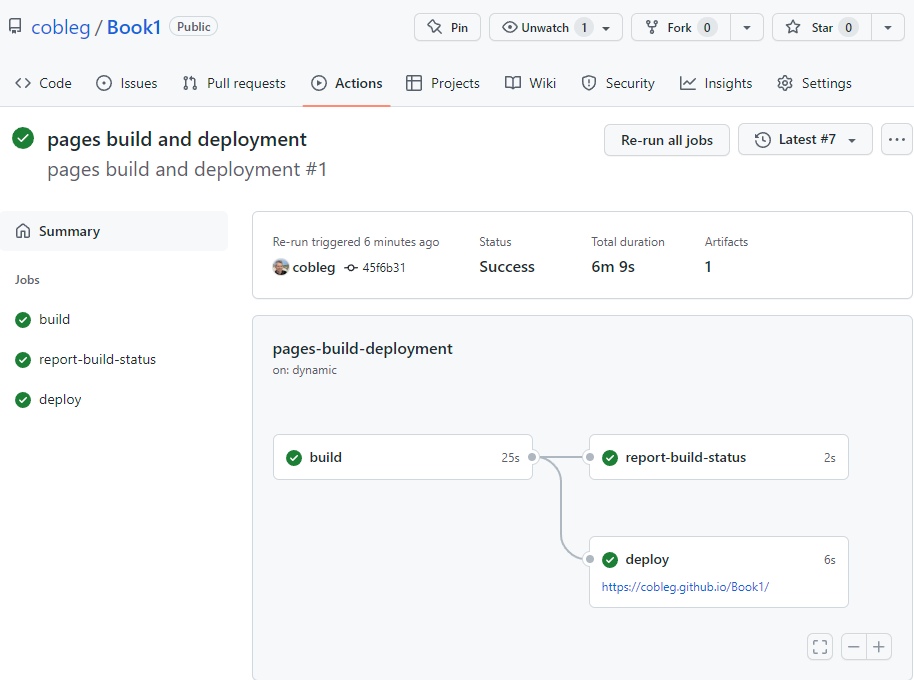 cobleg / Book1 Public Pin Unwatch 1 Fork 0 Star 0
Code Issues Pull requests Actions Projects Wiki Security Insights Settings
pages build and deployment
pages build and deployment #1
Re-run all jobs Latest #7 ...
Summary
Jobs
build
report-build-status
deploy
Re-run triggered 6 minutes ago Status Total duration Artifacts
cobleg 45f6b31 Success 6m 9s 1
pages-build-deployment
on: dynamic
build 25s report-build-status 2s
deploy 6s
https://cobleg.github.io/Book1/